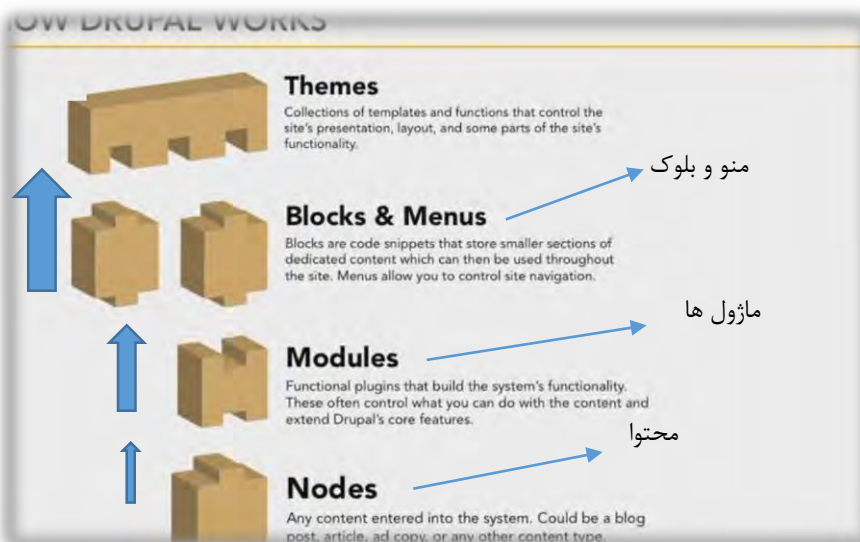 HOW DRUPAL WORKS
Themes
Collections of templates and functions that control the
site's presentation, layout, and some parts of the site's
functionality.
منو و بلوک
Blocks & Menus
Blocks are code snippets that store smaller sections of
dedicated content which can then be used throughout
the site. Menus allow you to control site navigation.
ماژول ها
Modules
Functional plugins that build the system's functionality.
These often control what you can do with the content and
extend Drupal's core features.
محتوا
Nodes
Any content entered into the system. Could be a blog
post, article, ad copy, or any other content type.